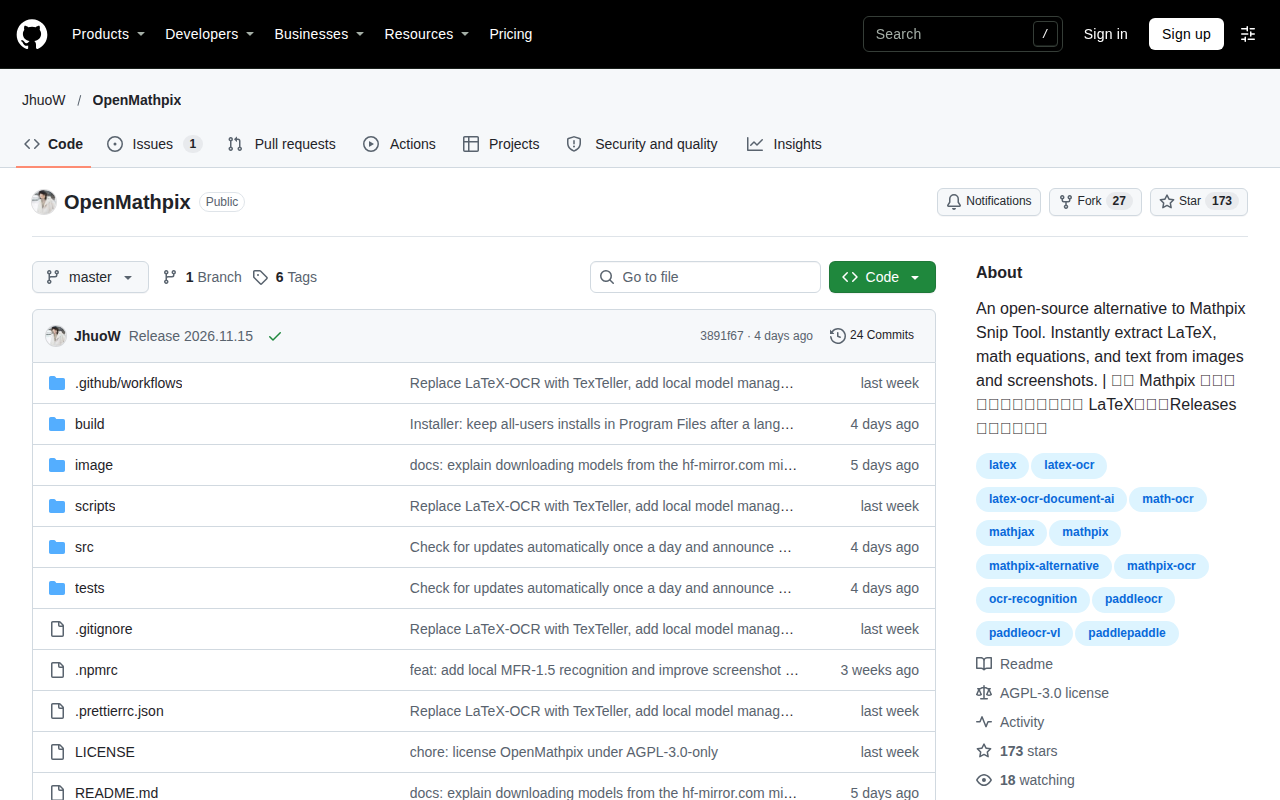 Products Developers Businesses Resources Pricing Search / Sign in Sign up
JhuoW / OpenMathpix
Code Issues 1 Pull requests Actions Projects Security and quality Insights
OpenMathpix Public Notifications Fork 27 Star 173
master 1 Branch 6 Tags Go to file Code
JhuoW Release 2026.11.15 3891f67 · 4 days ago 24 Commits
.github/workflows Replace LaTeX-OCR with TexTeller, add local model manag… last week
build Installer: keep all-users installs in Program Files after a lang… 4 days ago
image docs: explain downloading models from the hf-mirror.com mi… 5 days ago
scripts Replace LaTeX-OCR with TexTeller, add local model manag… last week
src Check for updates automatically once a day and announce … 4 days ago
tests Check for updates automatically once a day and announce … 4 days ago
.gitignore Replace LaTeX-OCR with TexTeller, add local model manag… last week
.npmrc feat: add local MFR-1.5 recognition and improve screenshot … 3 weeks ago
.prettierrc.json Replace LaTeX-OCR with TexTeller, add local model manag… last week
LICENSE chore: license OpenMathpix under AGPL-3.0-only last week
README.md docs: explain downloading models from the hf-mirror.com mi… 5 days ago
About
An open-source alternative to Mathpix
Snip Tool. Instantly extract LaTeX,
math equations, and text from images
and screenshots. | Mathpix
LaTeX Releases
latex latex-ocr
latex-ocr-document-ai math-ocr
mathjax mathpix
mathpix-alternative mathpix-ocr
ocr-recognition paddleocr
paddleocr-vl paddlepaddle
Readme
AGPL-3.0 license
Activity
173 stars
18 watching